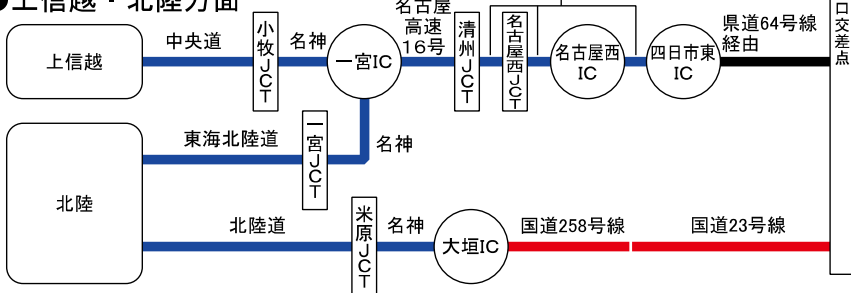 ●上信越・北陸方面
上信越
中央道
小牧JCT
名神
一宮IC
名古屋
高速
16号
清州JCT
名古屋西JCT
名古屋西
IC
四日市東
IC
県道64号線
経由
口交差点
北陸
東海北陸道
一宮JCT
名神
北陸道
米原JCT
名神
大垣IC
国道258号線
国道23号線